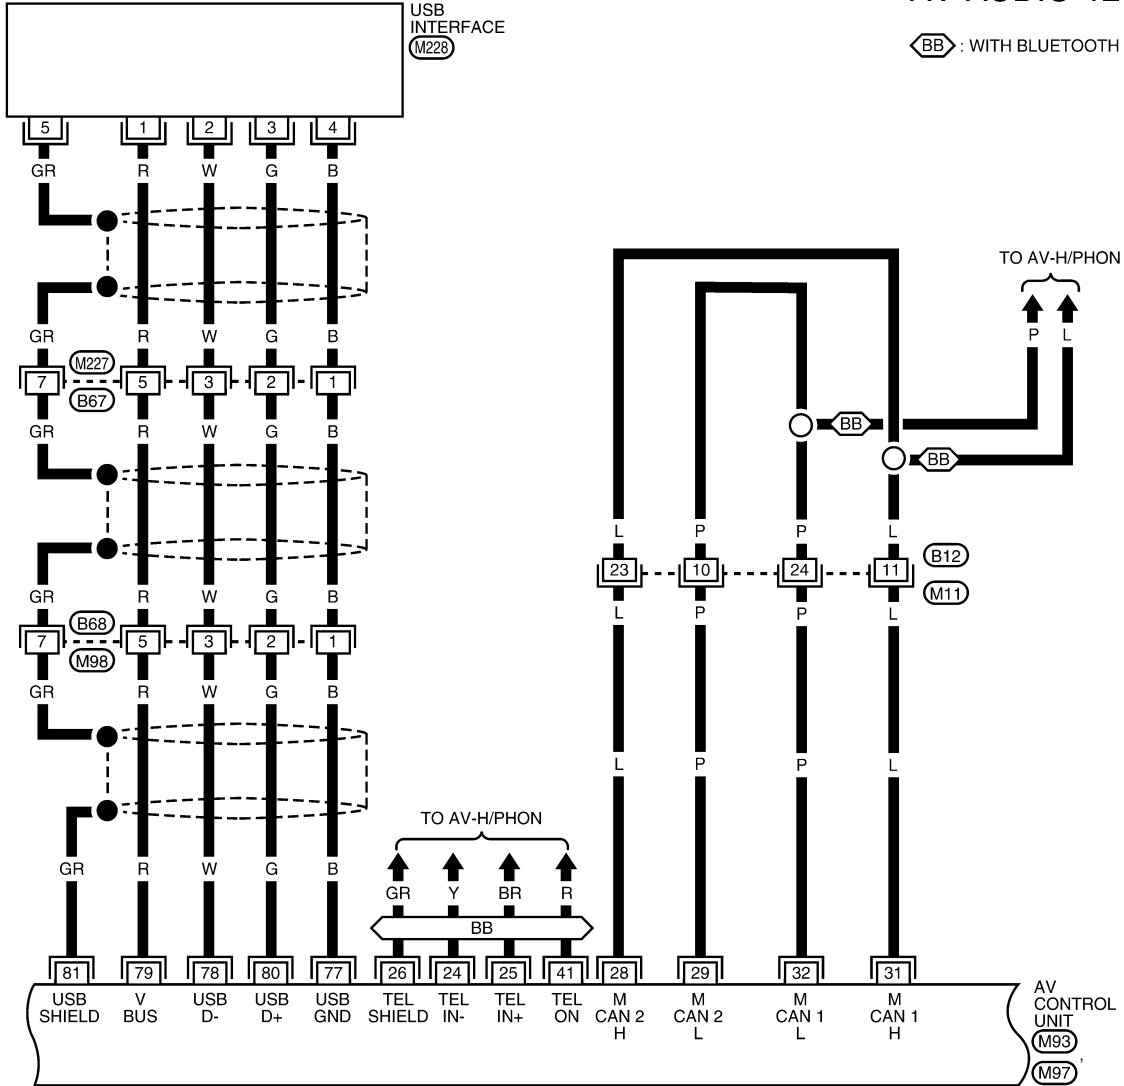 USB
INTERFACE
M228
BB : WITH BLUETOOTH
5 1 2 3 4
GR R W G B
TO AV-H/PHON
P L
GR R W G B
M227
7 5 3 2 1
B67
BB
GR R W G B
BB
L P P L
23 10 24 11
B12
M11
GR R W G B
L P P L
B68
7 5 3 2 1
M98
GR R W G B
L P P L
TO AV-H/PHON
GR R W G B
GR Y BR R
BB
81 79 78 80 77 26 24 25 41 28 29 32 31
USB V USB USB USB TEL TEL TEL TEL M M M M
SHIELD BUS D- D+ GND SHIELD IN- IN+ ON CAN 2 CAN 2 CAN 1 CAN 1
H L L H
AV
CONTROL
UNIT
M93 ,
M97